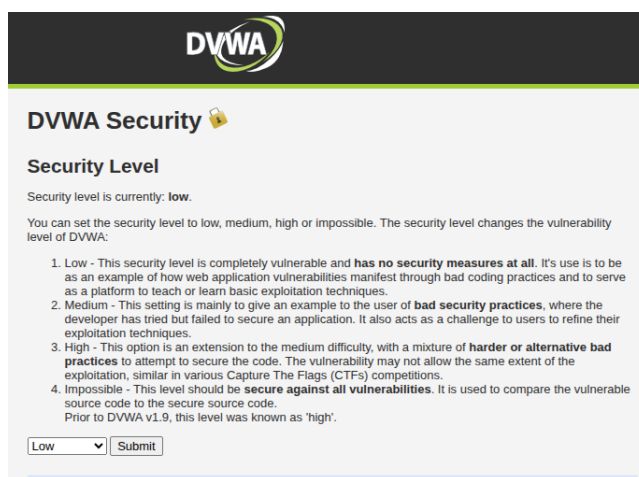 DVWA
DVWA Security
Security Level
Security level is currently: low.
You can set the security level to low, medium, high or impossible. The security level changes the vulnerability
level of DVWA:
1. Low - This security level is completely vulnerable and has no security measures at all. It's use is to be
as an example of how web application vulnerabilities manifest through bad coding practices and to serve
as a platform to teach or learn basic exploitation techniques.
2. Medium - This setting is mainly to give an example to the user of bad security practices, where the
developer has tried but failed to secure an application. It also acts as a challenge to users to refine their
exploitation techniques.
3. High - This option is an extension to the medium difficulty, with a mixture of harder or alternative bad
practices to attempt to secure the code. The vulnerability may not allow the same extent of the
exploitation, similar in various Capture The Flags (CTFs) competitions.
4. Impossible - This level should be secure against all vulnerabilities. It is used to compare the vulnerable
source code to the secure source code.
Prior to DVWA v1.9, this level was known as 'high'.
Low Submit